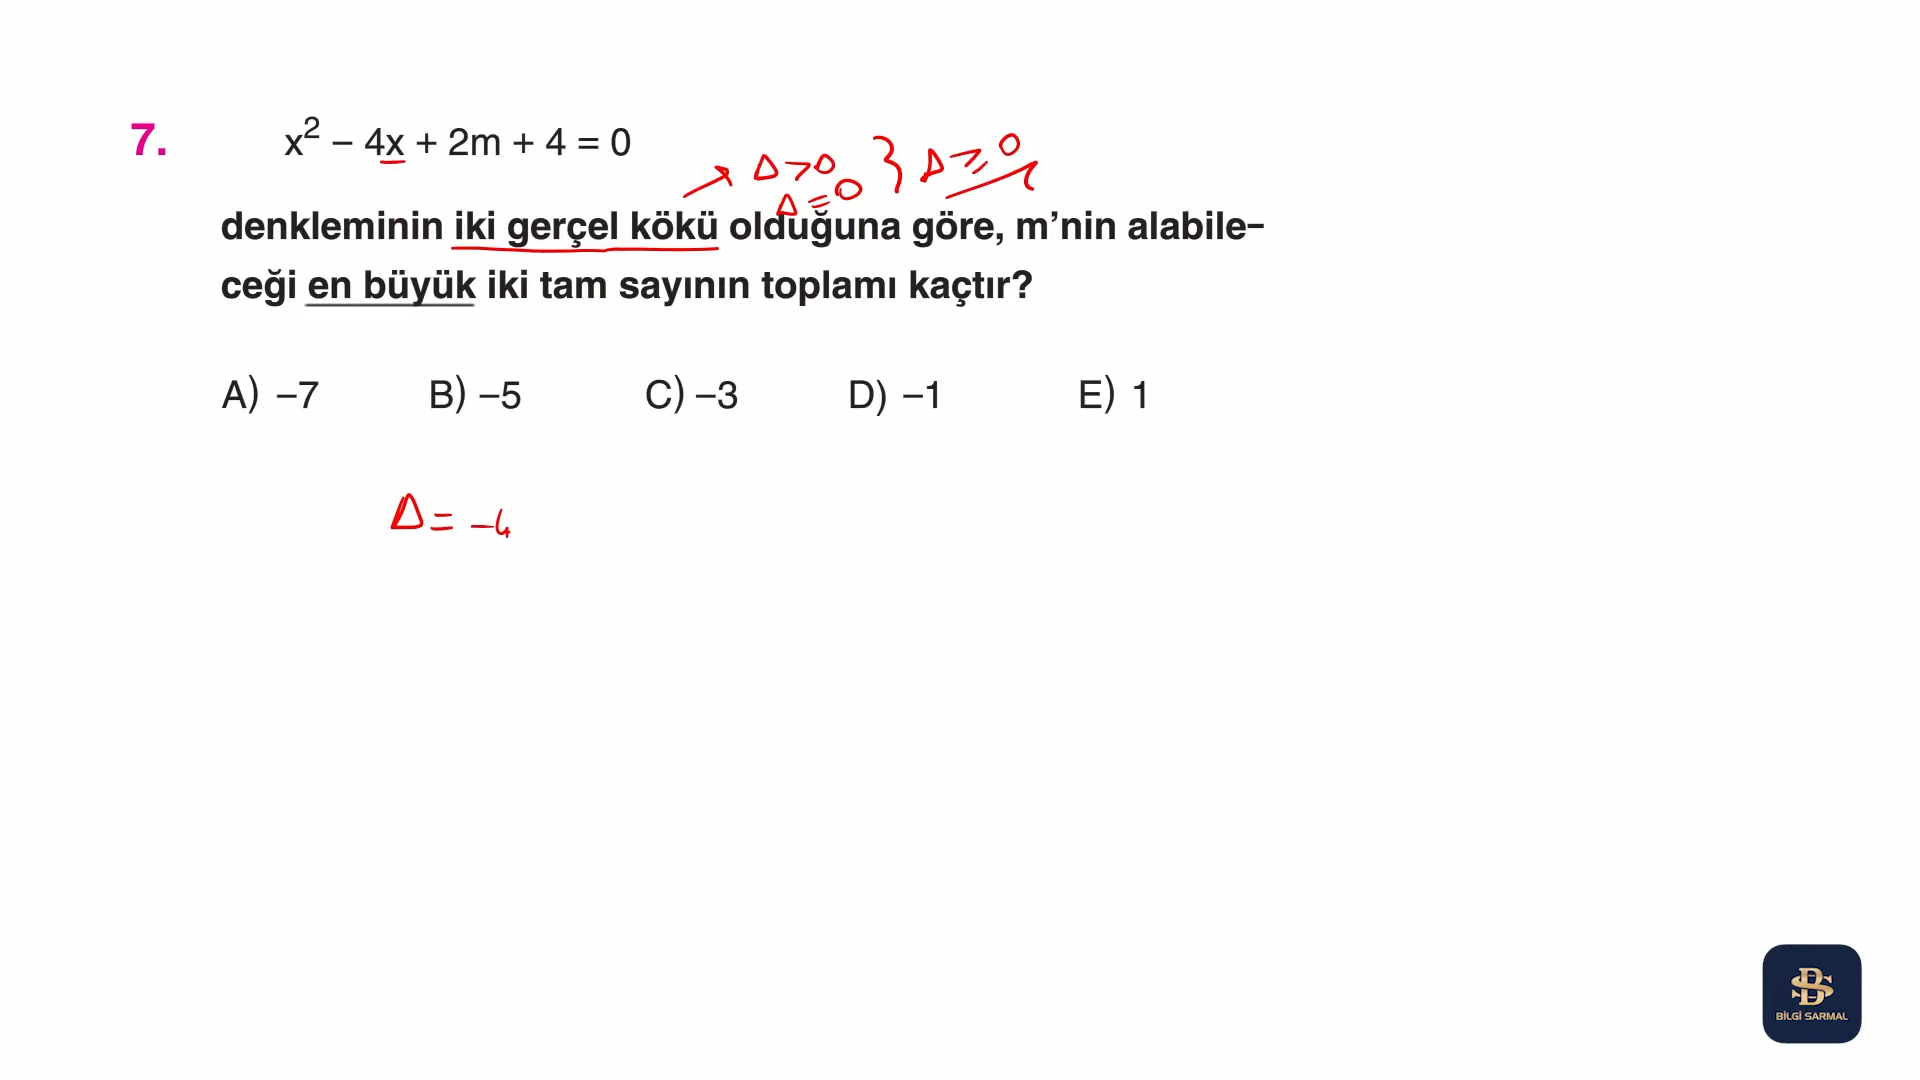 7. x² – 4x + 2m + 4 = 0
→ Δ>0
Δ=0 } Δ≥0
denkleminin iki gerçel kökü olduğuna göre, m’nin alabile–
ceği en büyük iki tam sayının toplamı kaçtır?
A) –7 B) –5 C) –3 D) –1 E) 1
Δ= –4
BİLGİ SARMAL